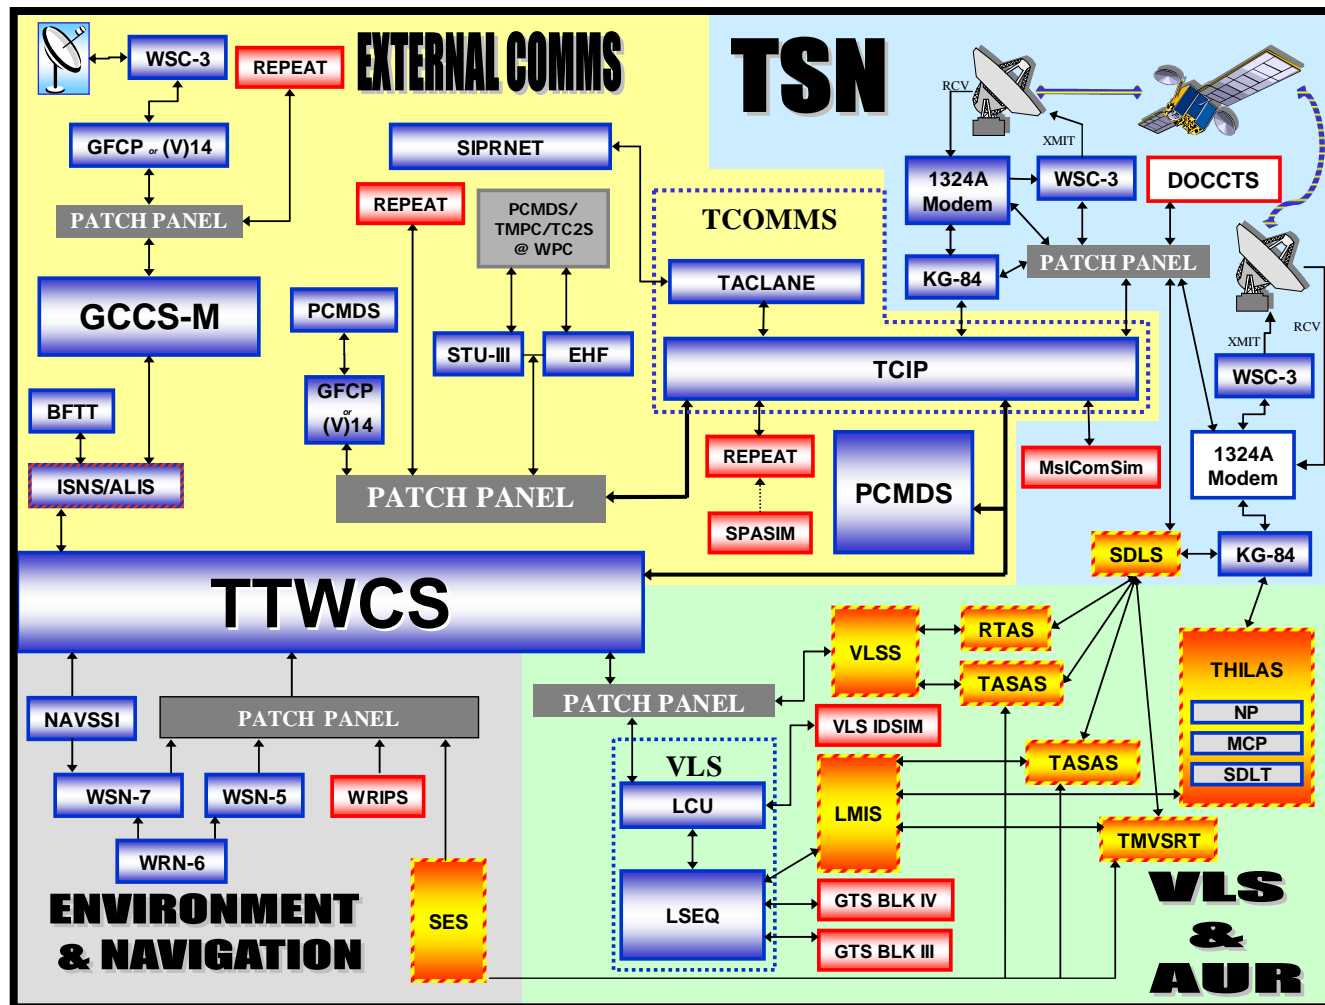 EXTERNAL COMMS
TSN
WSC-3
REPEAT
GFCP or (V)14
PATCH PANEL
GCCS-M
BFTT
ISNS/ALIS
SIPRNET
REPEAT
PCMDS/
TMPC/TC2S
@ WPC
PCMDS
GFCP
or
(V)14
STU-III
EHF
PATCH PANEL
TCOMMS
TACLANE
TCIP
REPEAT
SPASIM
PCMDS
MslComSim
RCV
XMIT
1324A
Modem
WSC-3
DOCCTS
KG-84
PATCH PANEL
RCV
XMIT
WSC-3
1324A
Modem
SDLS
KG-84
TTWCS
NAVSSI
PATCH PANEL
WSN-7
WSN-5
WRIPS
WRN-6
SES
ENVIRONMENT
& NAVIGATION
PATCH PANEL
VLSS
RTAS
TASAS
VLS IDSIM
TASAS
THILAS
NP
MCP
SDLT
VLS
LCU
LSEQ
LMIS
TMVSRT
GTS BLK IV
GTS BLK III
VLS
&
AUR